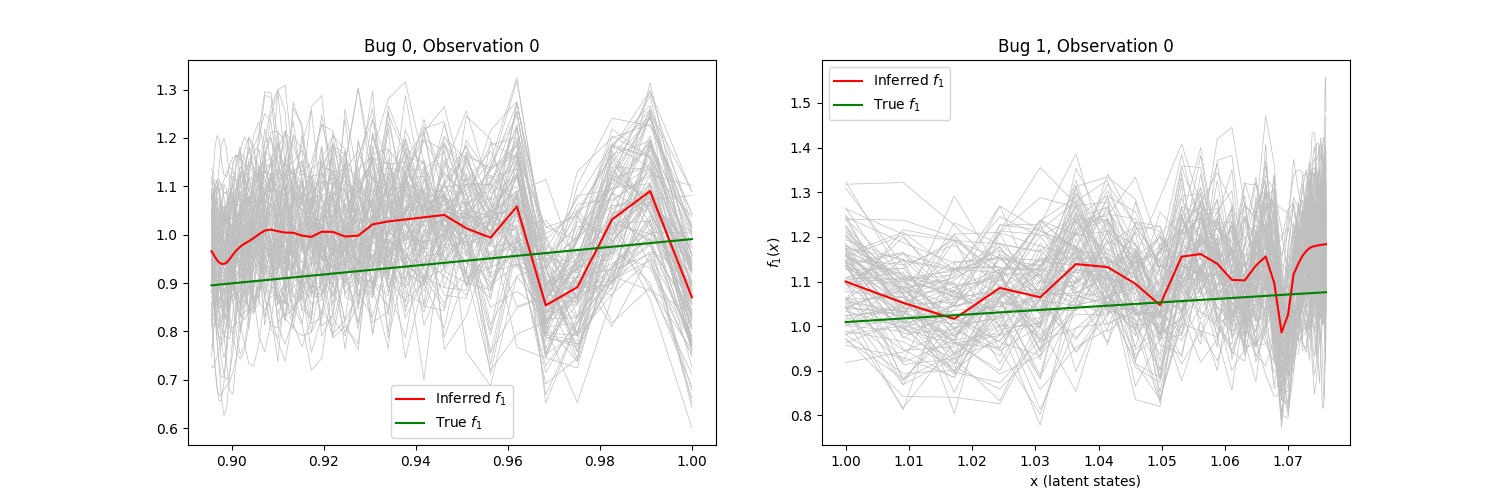 Bug 0, Observation 0
1.3
1.2
1.1
1.0
0.9
0.8
0.7
0.6
Inferred f₁
True f₁
0.90 0.92 0.94 0.96 0.98 1.00
Bug 1, Observation 0
Inferred f₁
True f₁
f₁(x)
1.5
1.4
1.3
1.2
1.1
1.0
0.9
0.8
1.00 1.01 1.02 1.03 1.04 1.05 1.06 1.07
x (latent states)